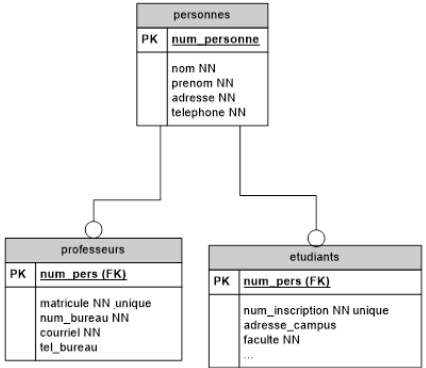 personnes
PK num_personne
nom NN
prenom NN
adresse NN
telephone NN
professeurs
PK num_pers (FK)
matricule NN ,unique
num_bureau NN
courriel NN
tel_bureau
etudiants
PK num_pers (FK)
num_inscription NN unique
adresse_campus
faculte NN
...